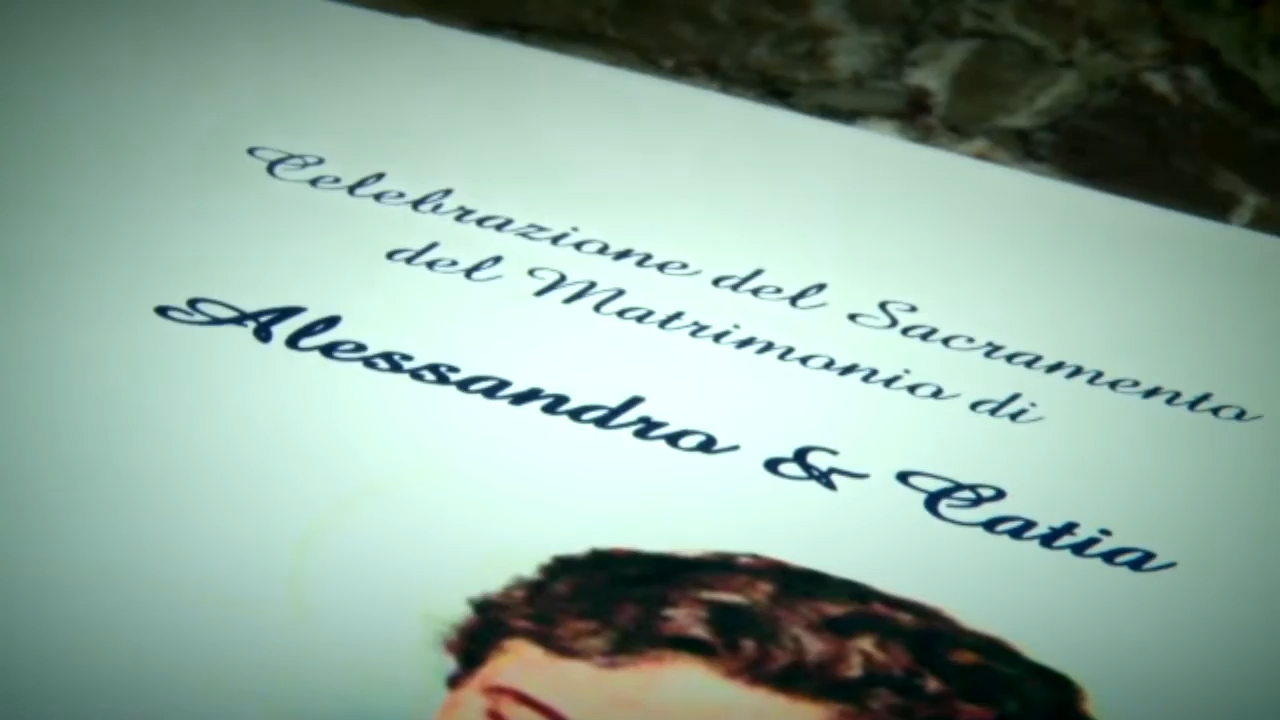 Celebrazione del Sacramento
del Matrimonio di
Alessandro & Catia